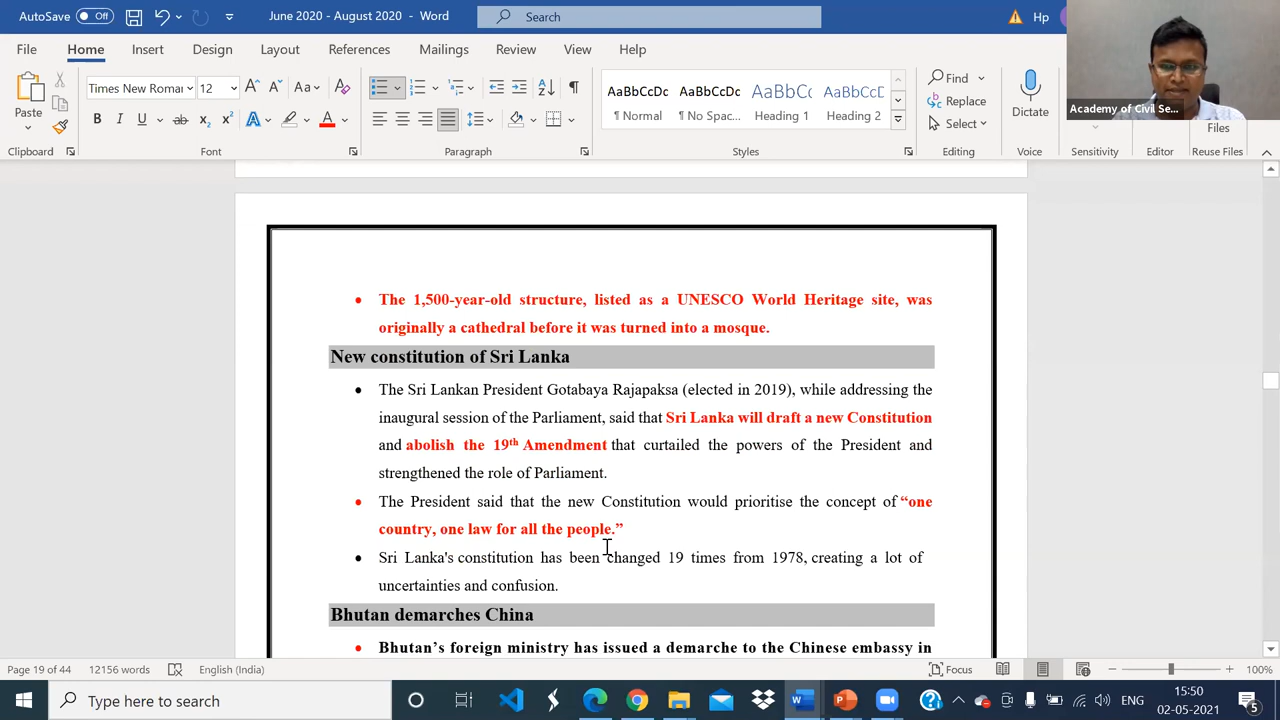 AutoSave Off June 2020 - August 2020 - Word Search Hp
File Home Insert Design Layout References Mailings Review View Help
Times New Roma 12 Aa
AaBbCcDc AaBbCcDc AaBbCcDc AaBbCcD
¶ Normal ¶ No Spac... Heading 1 Heading 2
Paste
Find
Replace
Select
Dictate
Files
Academy of Civil Se...
Clipboard Font Paragraph Styles Editing Voice Sensitivity Editor Reuse Files
• The 1,500-year-old structure, listed as a UNESCO World Heritage site, was
originally a cathedral before it was turned into a mosque.
New constitution of Sri Lanka
• The Sri Lankan President Gotabaya Rajapaksa (elected in 2019), while addressing the
inaugural session of the Parliament, said that Sri Lanka will draft a new Constitution
and abolish the 19th Amendment that curtailed the powers of the President and
strengthened the role of Parliament.
• The President said that the new Constitution would prioritise the concept of “one
country, one law for all the people.”
• Sri Lanka's constitution has been changed 19 times from 1978, creating a lot of
uncertainties and confusion.
Bhutan demarches China
• Bhutan’s foreign ministry has issued a demarche to the Chinese embassy in
Page 19 of 44 12156 words English (India) Focus 100%
Type here to search ENG 15:50
02-05-2021 5